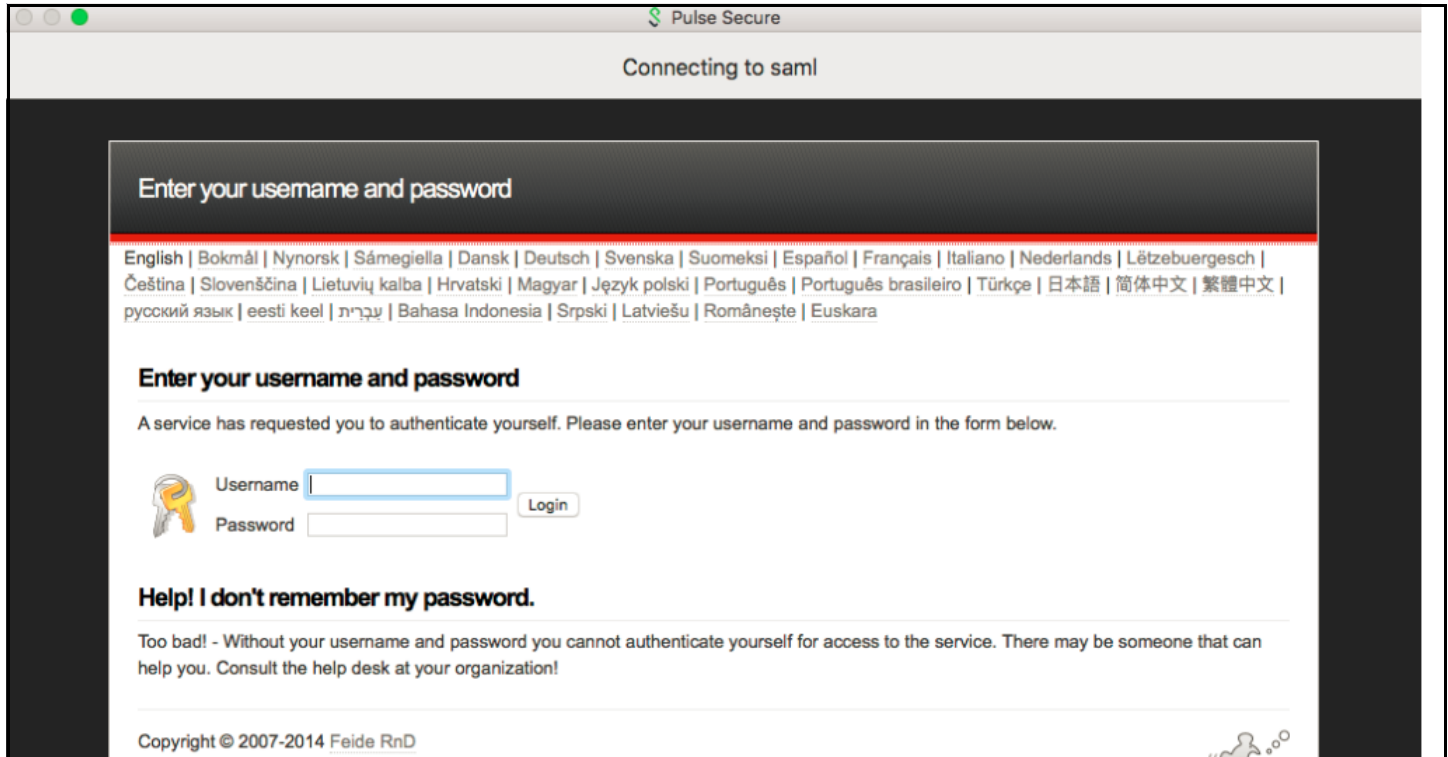 Pulse Secure
Connecting to saml
Enter your username and password
English | Bokmål | Nynorsk | Sámegiella | Dansk | Deutsch | Svenska | Suomeksi | Español | Français | Italiano | Nederlands | Lëtzebuergesch |
Čeština | Slovenščina | Lietuvių kalba | Hrvatski | Magyar | Język polski | Português | Português brasileiro | Türkçe | 日本語 | 简体中文 | 繁體中文 |
русский язык | eesti keel | עִבְרִית | Bahasa Indonesia | Srpski | Latviešu | Românește | Euskara
Enter your username and password
A service has requested you to authenticate yourself. Please enter your username and password in the form below.
Username
Login
Password
Help! I don't remember my password.
Too bad! - Without your username and password you cannot authenticate yourself for access to the service. There may be someone that can
help you. Consult the help desk at your organization!
Copyright © 2007-2014 Feide RnD